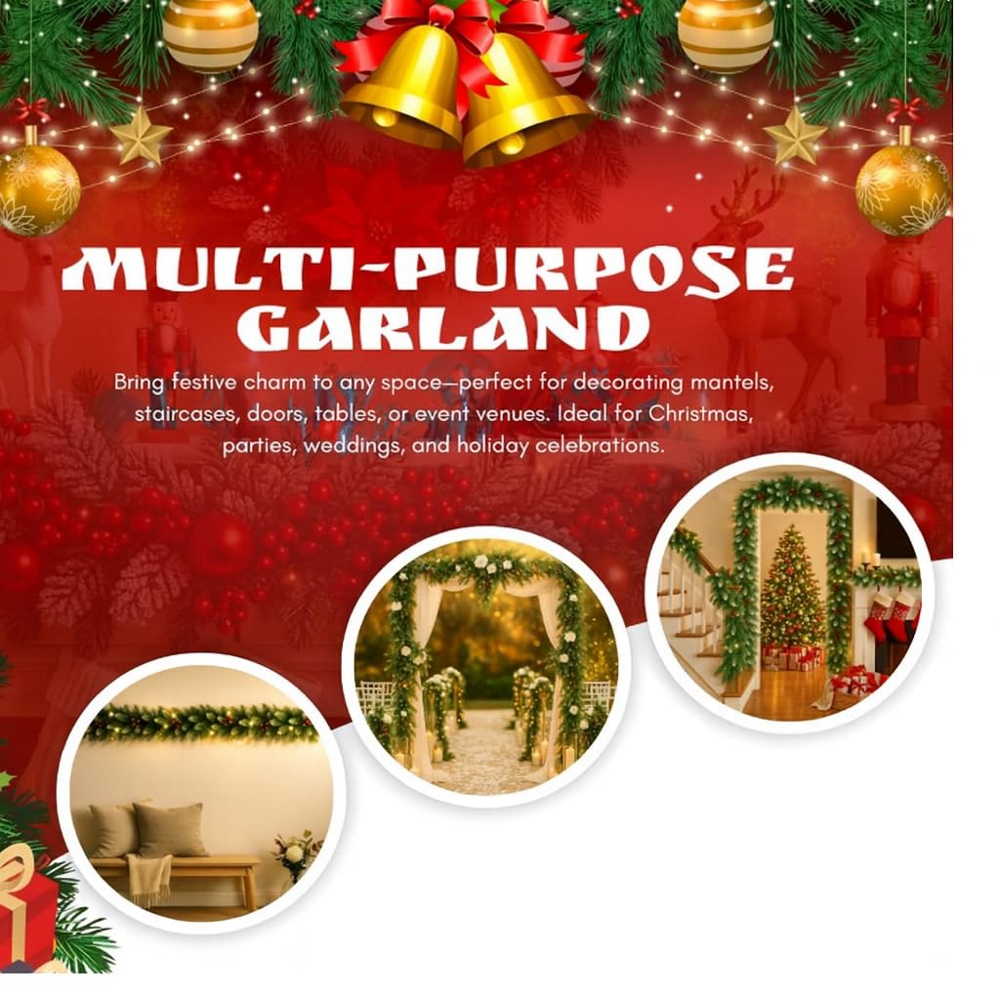 MULTI-PURPOSE
GARLAND
Bring festive charm to any space—perfect for decorating mantels,
staircases, doors, tables, or event venues. Ideal for Christmas,
parties, weddings, and holiday celebrations.